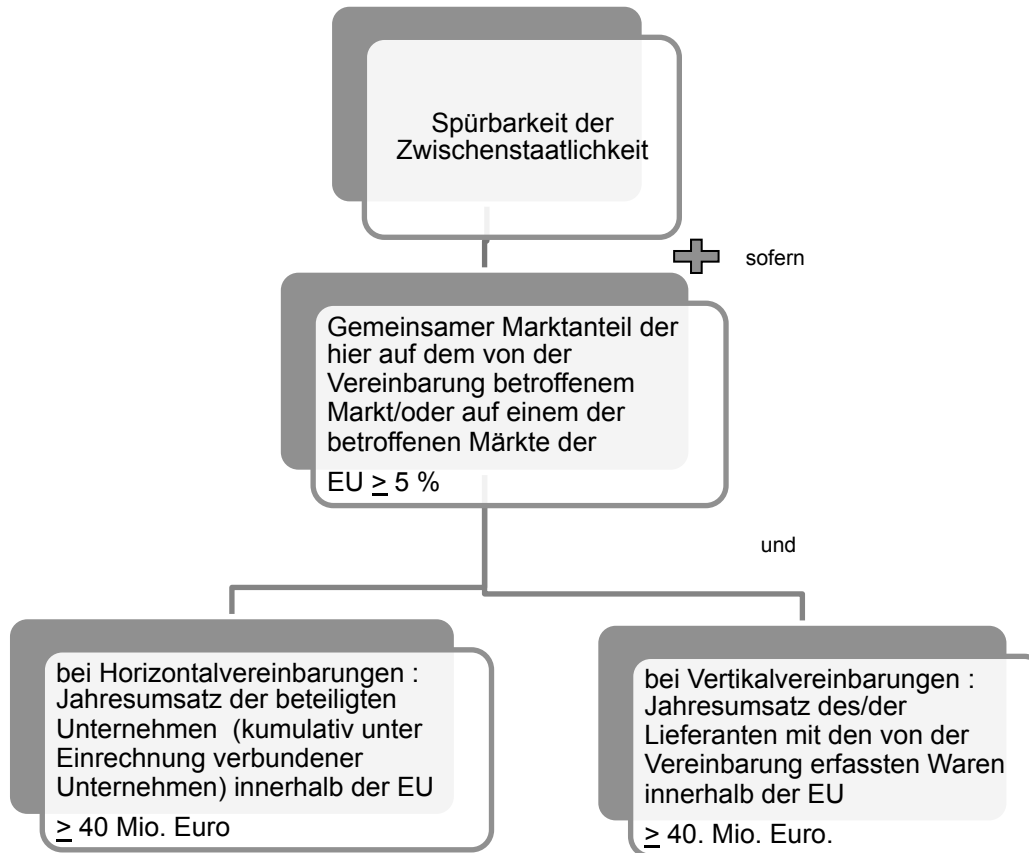 Spürbarkeit der
Zwischenstaatlichkeit
sofern
Gemeinsamer Marktanteil der
hier auf dem von der
Vereinbarung betroffenem
Markt/oder auf einem der
betroffenen Märkte der
EU ≥ 5 %
und
bei Horizontalvereinbarungen :
Jahresumsatz der beteiligten
Unternehmen (kumulativ unter
Einrechnung verbundener
Unternehmen) innerhalb der EU
≥ 40 Mio. Euro
bei Vertikalvereinbarungen :
Jahresumsatz des/der
Lieferanten mit den von der
Vereinbarung erfassten Waren
innerhalb der EU
≥ 40. Mio. Euro.